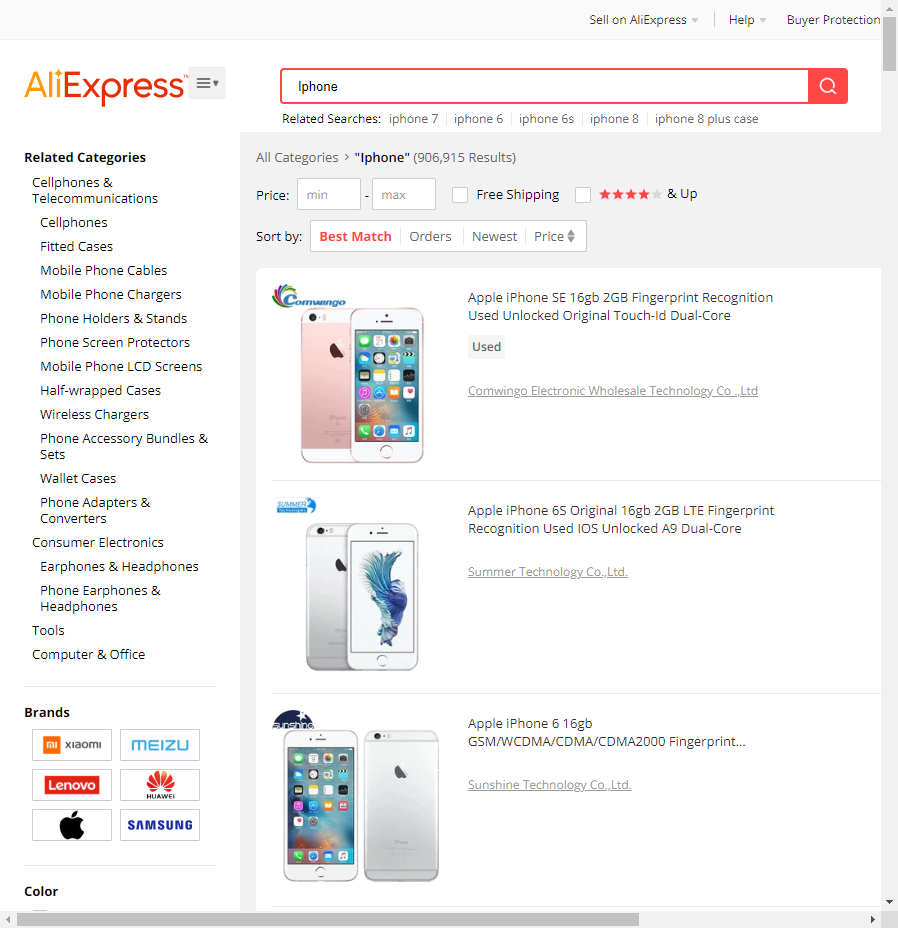 Sell on AliExpress
Help
Buyer Protection
AliExpress™
Iphone
Related Searches: iphone 7 iphone 6 iphone 6s iphone 8 iphone 8 plus case
Related Categories
Cellphones &
Telecommunications
Cellphones
Fitted Cases
Mobile Phone Cables
Mobile Phone Chargers
Phone Holders & Stands
Phone Screen Protectors
Mobile Phone LCD Screens
Half-wrapped Cases
Wireless Chargers
Phone Accessory Bundles &
Sets
Wallet Cases
Phone Adapters &
Converters
Consumer Electronics
Earphones & Headphones
Phone Earphones &
Headphones
Tools
Computer & Office
Brands
mi xiaomi
MEIZU
Lenovo
HUAWEI
SAMSUNG
Color
All Categories > "Iphone" (906,915 Results)
Price: min - max Free Shipping & Up
Sort by: Best Match Orders Newest Price
Comwingo
Apple iPhone SE 16gb 2GB Fingerprint Recognition
Used Unlocked Original Touch-Id Dual-Core
Used
Comwingo Electronic Wholesale Technology Co .,Ltd
SUMMER
Technologies
Apple iPhone 6S Original 16gb 2GB LTE Fingerprint
Recognition Used IOS Unlocked A9 Dual-Core
Summer Technology Co.,Ltd.
sunshine
Apple iPhone 6 16gb
GSM/WCDMA/CDMA/CDMA2000 Fingerprint...
Sunshine Technology Co.,Ltd.